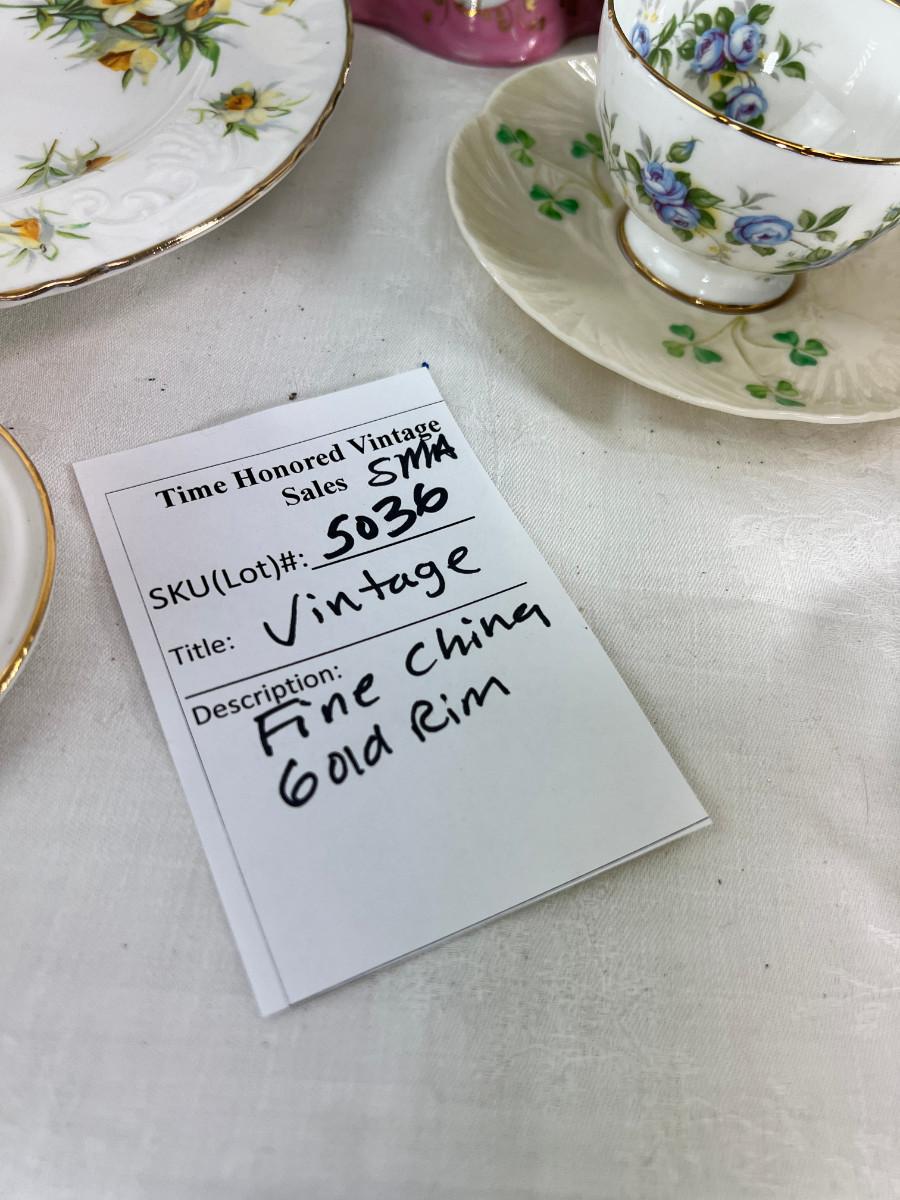 Time Honored Vintage
Sales SMA
SKU(Lot)#: 5036
Title: Vintage
Description:
Fine China
Gold Rim